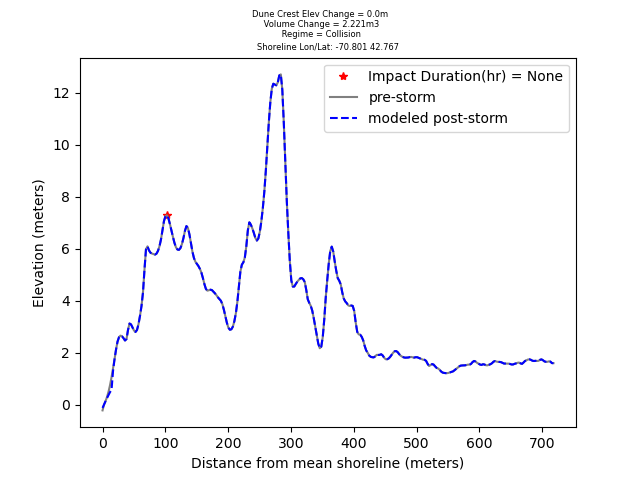 Dune Crest Elev Change = 0.0m
Volume Change = 2.221m3
Regime = Collision
Shoreline Lon/Lat: -70.801 42.767
Impact Duration(hr) = None
pre-storm
modeled post-storm
12
10
8
6
4
2
0
Elevation (meters)
0 100 200 300 400 500 600 700
Distance from mean shoreline (meters)